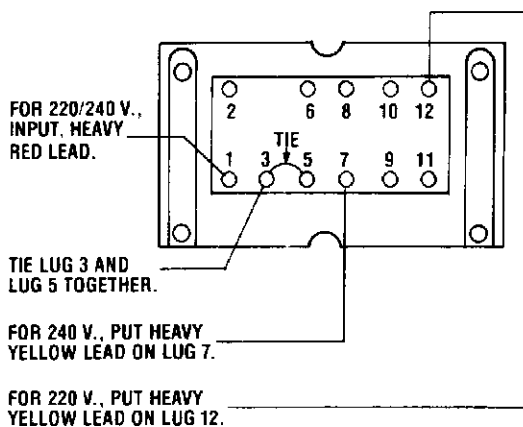 2 6 8 10 12
FOR 220/240 V.,
INPUT, HEAVY
RED LEAD.
TIE
1 3 5 7 9 11
TIE LUG 3 AND
LUG 5 TOGETHER.
FOR 240 V., PUT HEAVY
YELLOW LEAD ON LUG 7.
FOR 220 V., PUT HEAVY
YELLOW LEAD ON LUG 12.